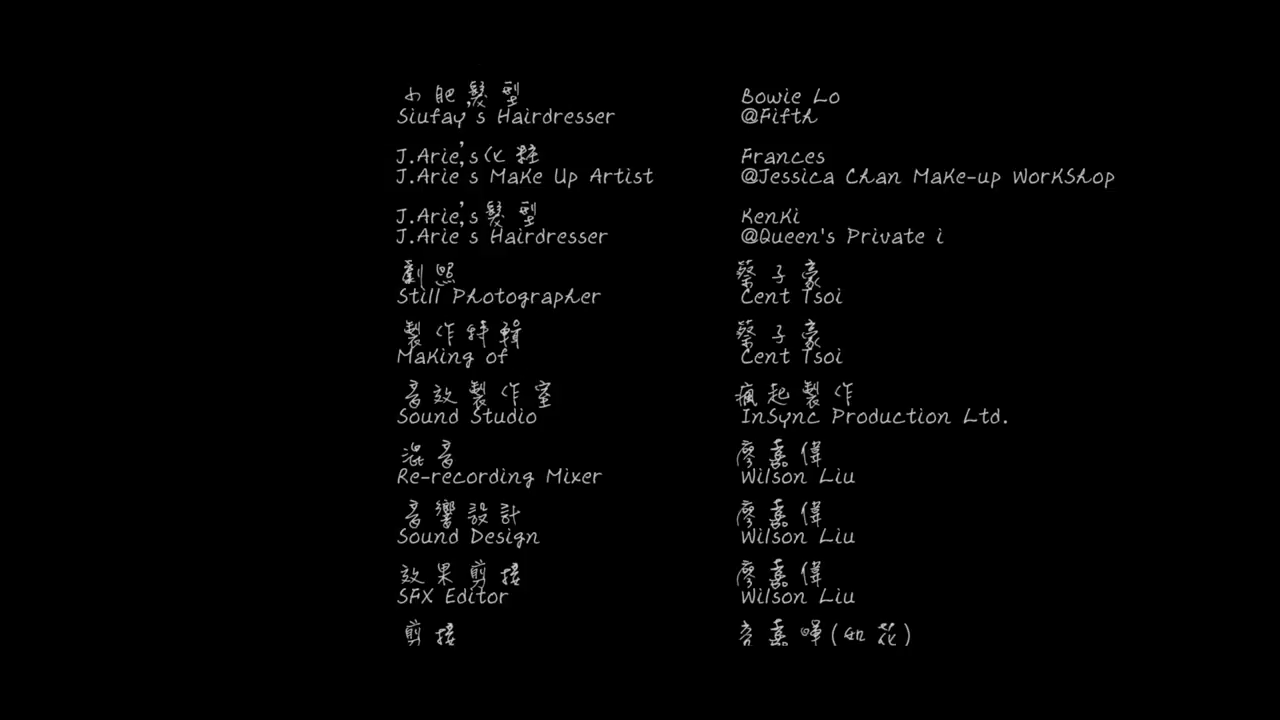 小肥髮型 Bowie Lo
Siufay's Hairdresser @Fifth
J.Arie's化粧 Frances
J.Arie's Make Up Artist @Jessica Chan Make-up WorkShop
J.Arie's髮型 KenKi
J.Arie's Hairdresser @Queen's Private i
劇照 蔡子豪
Still Photographer Cent Tsoi
製作特輯 蔡子豪
Making of Cent Tsoi
音效製作室 瘋起製作
Sound Studio InSync Production Ltd.
混音 廖嘉偉
Re-recording Mixer Wilson Liu
音響設計 廖嘉偉
Sound Design Wilson Liu
效果剪接 廖嘉偉
SFX Editor Wilson Liu
剪接 嘉暉(如花)